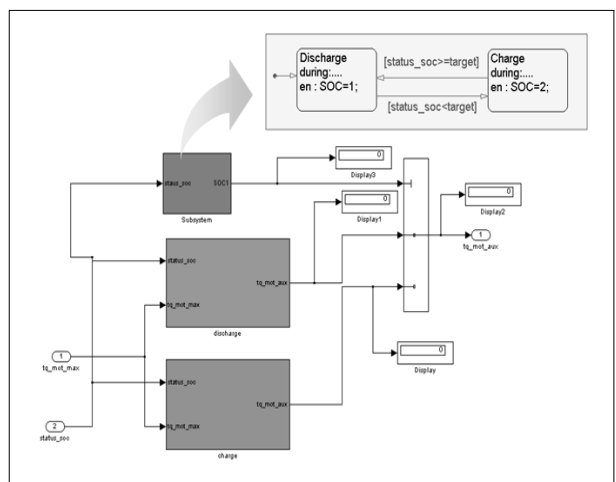 Discharge
during:....
en : SOC=1;
[status_soc>=target]
[status_soc<target]
Charge
during:....
en : SOC=2;
staus_soc
SOC1
Subsystem
0
Display3
0
Display1
0
Display2
1
tq_mot_aux
status_soc
tq_mot_max
tq_mot_aux
discharge
1
tq_mot_max
2
status_soc
status_soc
tq_mot_max
tq_mot_aux
charge
0
Display